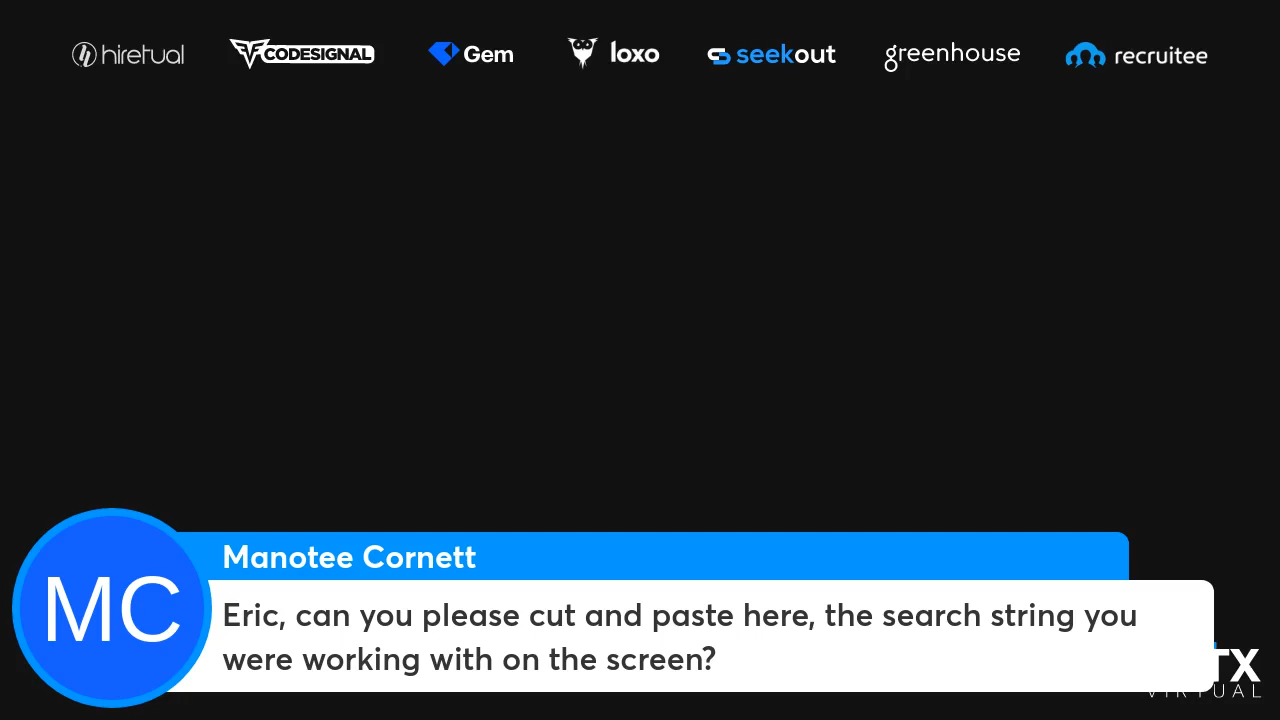 hiretual CODESIGNAL Gem loxo seekout greenhouse recruitee
Manotee Cornett
MC
Eric, can you please cut and paste here, the search string you
were working with on the screen?
TX
VIRTUAL